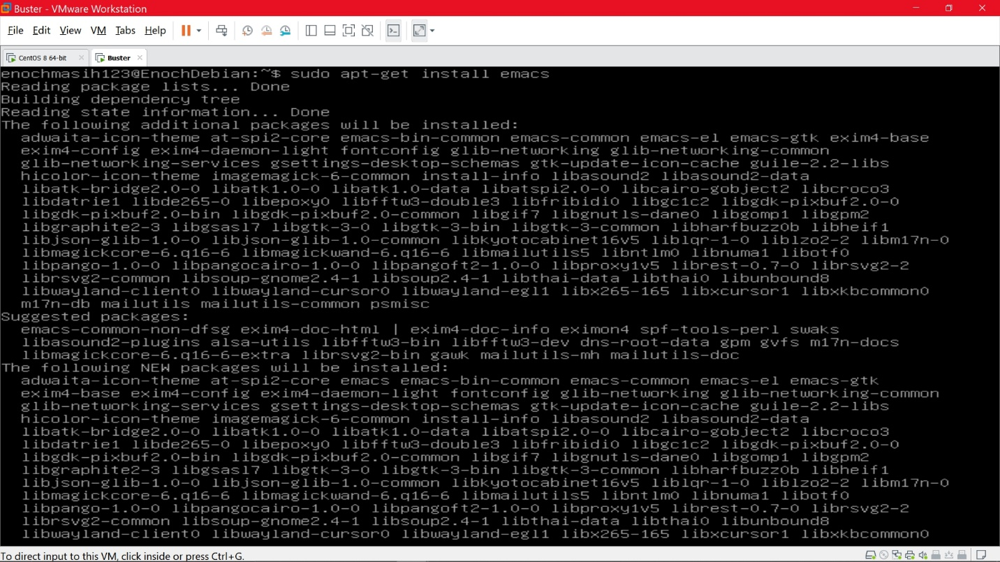 Buster - VMware Workstation
File Edit View VM Tabs Help
CentOS 8 64-bit Buster
enochmasih123@EnochDebian:~$ sudo apt-get install emacs
Reading package lists... Done
Building dependency tree
Reading state information... Done
The following additional packages will be installed:
adwaita-icon-theme at-spi2-core emacs-bin-common emacs-common emacs-el emacs-gtk exim4-base
exim4-config exim4-daemon-light fontconfig glib-networking glib-networking-common
glib-networking-services gsettings-desktop-schemas gtk-update-icon-cache guile-2.2-libs
hicolor-icon-theme imagemagick-6-common install-info libasound2 libasound2-data
libatk-bridge2.0-0 libatk1.0-0 libatk1.0-data libatspi2.0-0 libcairo-gobject2 libcroco3
libdatrie1 libde265-0 libepoxy0 libfftw3-double3 libfribidi0 libgc1c2 libgdk-pixbuf2.0-0
libgdk-pixbuf2.0-bin libgdk-pixbuf2.0-common libgif7 libgnutls-dane0 libgomp1 libgpm2
libgraphite2-3 libgsasl7 libgtk-3-0 libgtk-3-bin libgtk-3-common libharfbuzz0b libheif1
libjson-glib-1.0-0 libjson-glib-1.0-common libkyotocabinet16v5 liblqr-1-0 liblzo2-2 libm17n-0
libmagickcore-6.q16-6 libmagickwand-6.q16-6 libmailutils5 libntlm0 libnuma1 libotf0
libpango-1.0-0 libpangocairo-1.0-0 libpangoft2-1.0-0 libproxy1v5 librest-0.7-0 librsvg2-2
librsvg2-common libsoup-gnome2.4-1 libsoup2.4-1 libthai-data libthai0 libunbound8
libwayland-client0 libwayland-cursor0 libwayland-egl1 libx265-165 libxcursor1 libxkbcommon0
m17n-db mailutils mailutils-common psmisc
Suggested packages:
emacs-common-non-dfsg exim4-doc-html | exim4-doc-info eximon4 spf-tools-perl swaks
libasound2-plugins alsa-utils libfftw3-bin libfftw3-dev dns-root-data gpm gvfs m17n-docs
libmagickcore-6.q16-6-extra librsvg2-bin gawk mailutils-mh mailutils-doc
The following NEW packages will be installed:
adwaita-icon-theme at-spi2-core emacs emacs-bin-common emacs-common emacs-el emacs-gtk
exim4-base exim4-config exim4-daemon-light fontconfig glib-networking glib-networking-common
glib-networking-services gsettings-desktop-schemas gtk-update-icon-cache guile-2.2-libs
hicolor-icon-theme imagemagick-6-common install-info libasound2 libasound2-data
libatk-bridge2.0-0 libatk1.0-0 libatk1.0-data libatspi2.0-0 libcairo-gobject2 libcroco3
libdatrie1 libde265-0 libepoxy0 libfftw3-double3 libfribidi0 libgc1c2 libgdk-pixbuf2.0-0
libgdk-pixbuf2.0-bin libgdk-pixbuf2.0-common libgif7 libgnutls-dane0 libgomp1 libgpm2
libgraphite2-3 libgsasl7 libgtk-3-0 libgtk-3-bin libgtk-3-common libharfbuzz0b libheif1
libjson-glib-1.0-0 libjson-glib-1.0-common libkyotocabinet16v5 liblqr-1-0 liblzo2-2 libm17n-0
libmagickcore-6.q16-6 libmagickwand-6.q16-6 libmailutils5 libntlm0 libnuma1 libotf0
libpango-1.0-0 libpangocairo-1.0-0 libpangoft2-1.0-0 libproxy1v5 librest-0.7-0 librsvg2-2
librsvg2-common libsoup-gnome2.4-1 libsoup2.4-1 libthai-data libthai0 libunbound8
libwayland-client0 libwayland-cursor0 libwayland-egl1 libx265-165 libxcursor1 libxkbcommon0
To direct input to this VM, click inside or press Ctrl+G.